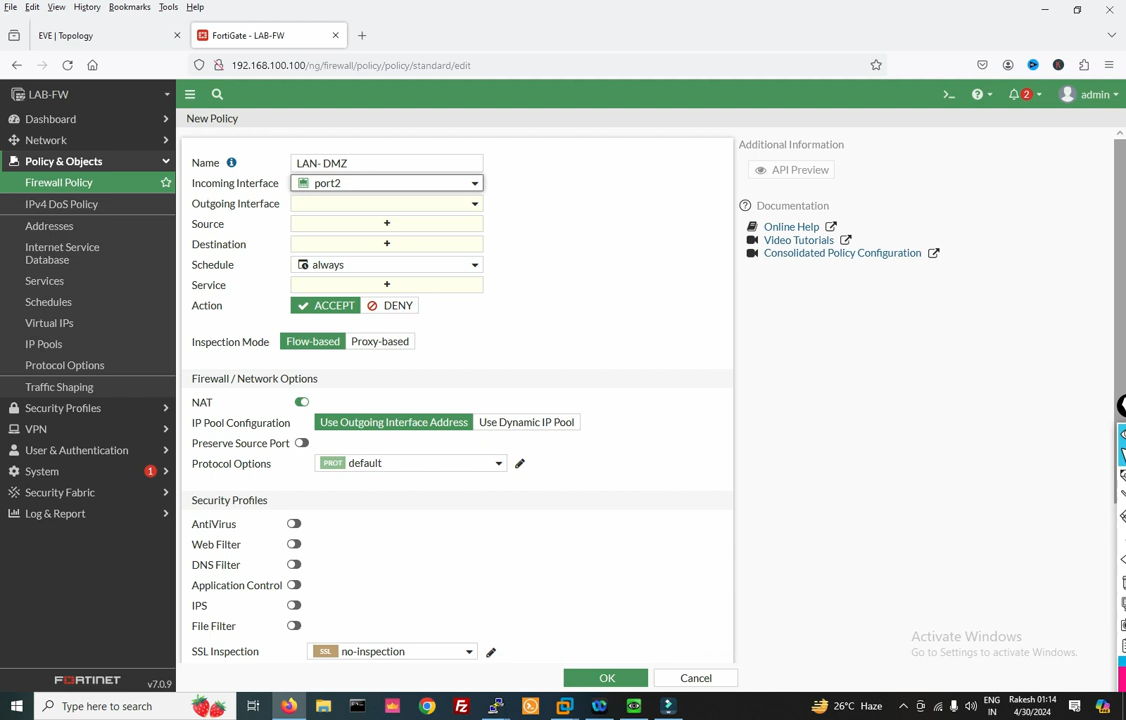 File Edit View History Bookmarks Tools Help
EVE | Topology
FortiGate - LAB-FW
192.168.100.100/ng/firewall/policy/policy/standard/edit
LAB-FW
2
admin
Dashboard
Network
Policy & Objects
Firewall Policy
IPv4 DoS Policy
Addresses
Internet Service
Database
Services
Schedules
Virtual IPs
IP Pools
Protocol Options
Traffic Shaping
Security Profiles
VPN
User & Authentication
System 1
Security Fabric
Log & Report
FORTINET v7.0.9
New Policy
Name LAN- DMZ
Incoming Interface port2
Outgoing Interface
Source +
Destination +
Schedule always
Service +
Action ACCEPT DENY
Inspection Mode Flow-based Proxy-based
Firewall / Network Options
NAT
IP Pool Configuration Use Outgoing Interface Address Use Dynamic IP Pool
Preserve Source Port
Protocol Options PROT default
Security Profiles
AntiVirus
Web Filter
DNS Filter
Application Control
IPS
File Filter
SSL Inspection SSL no-inspection
OK Cancel
Additional Information
API Preview
Documentation
Online Help
Video Tutorials
Consolidated Policy Configuration
Activate Windows
Go to Settings to activate Windows.
Type here to search
26°C Haze
ENG
IN
Rakesh 01:14
4/30/2024